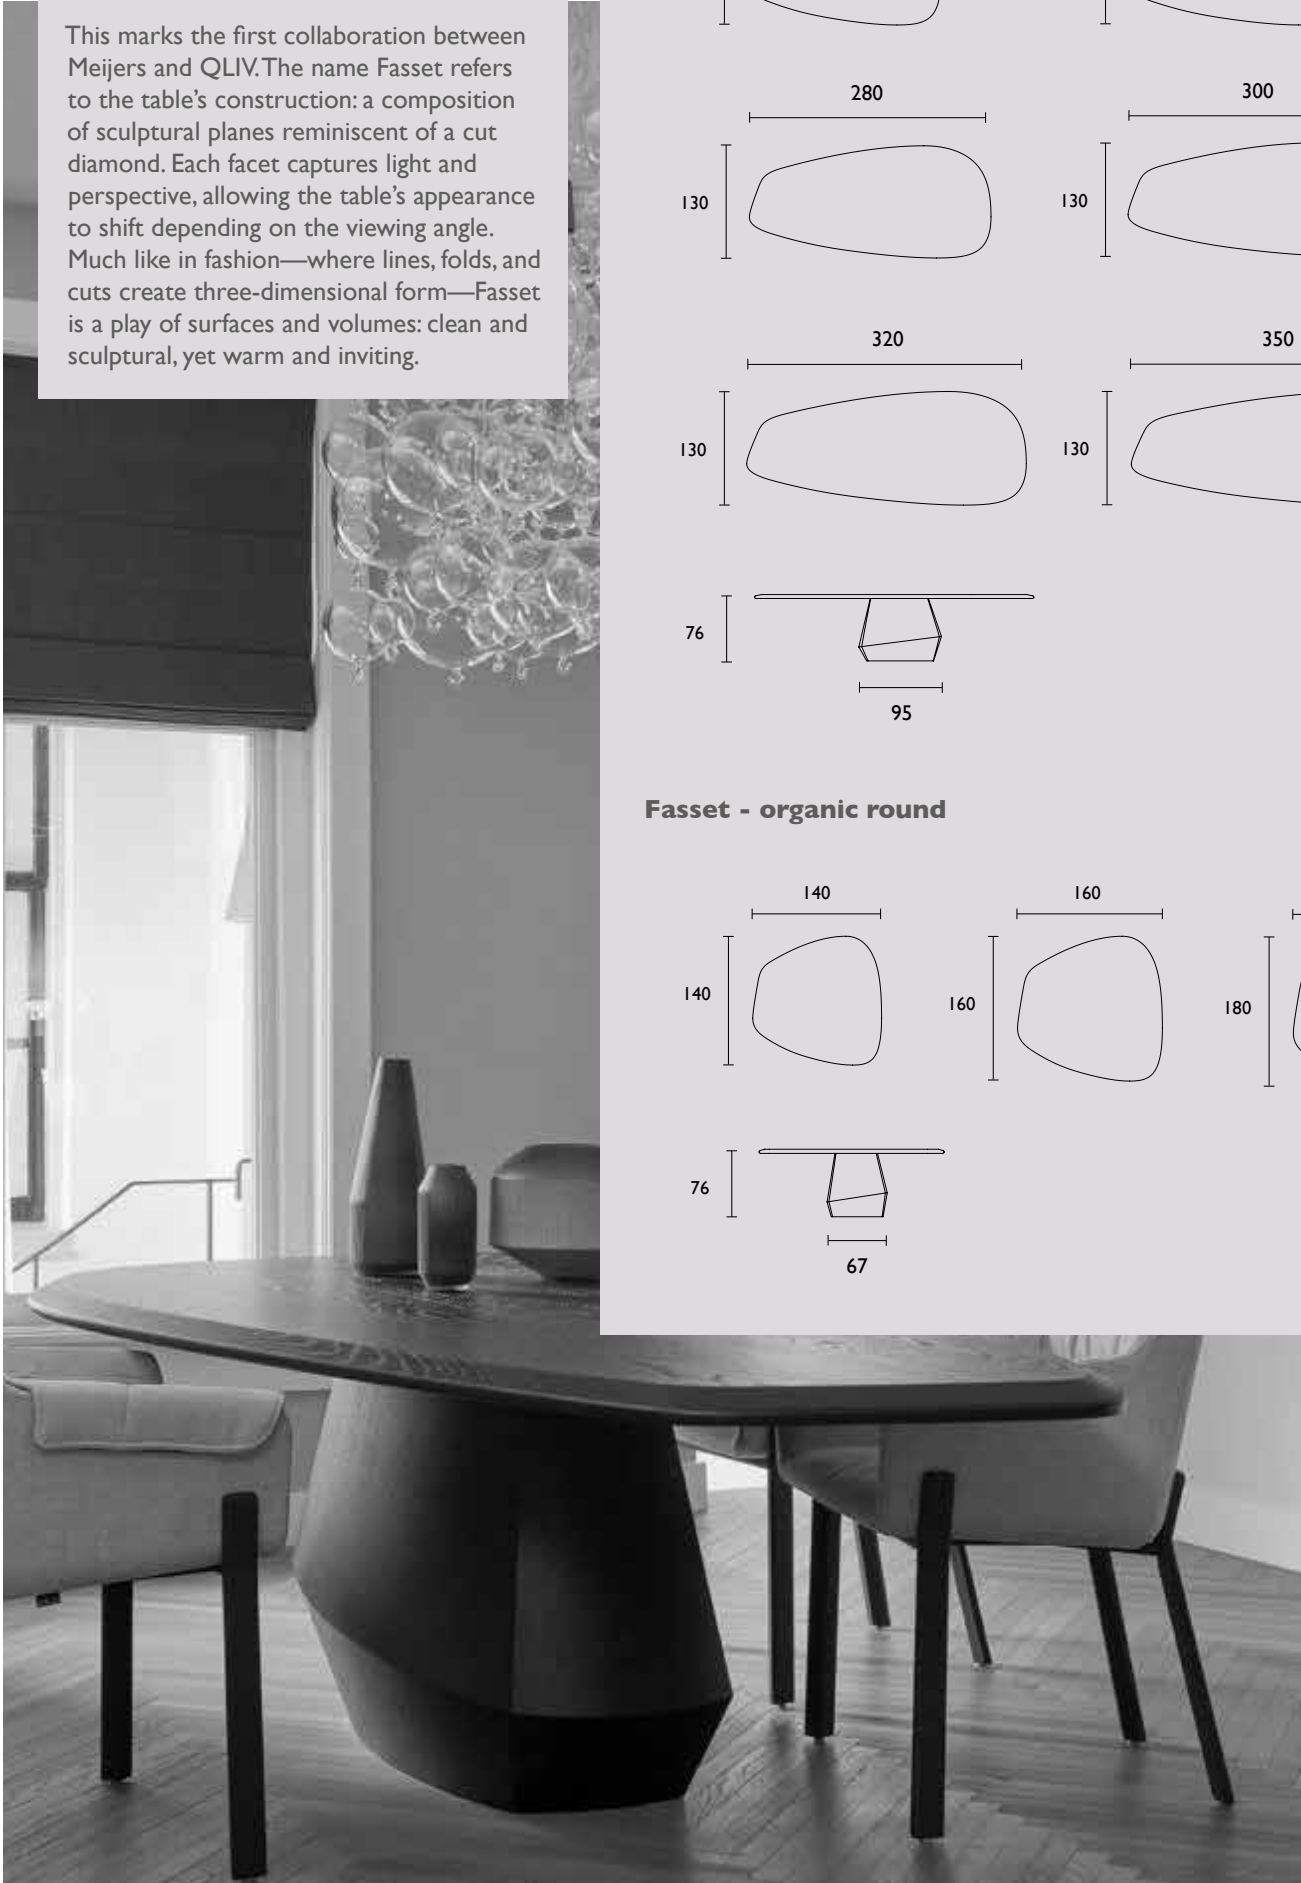 This marks the first collaboration between
Meijers and QLIV. The name Fasset refers
to the table’s construction: a composition
of sculptural planes reminiscent of a cut
diamond. Each facet captures light and
perspective, allowing the table’s appearance
to shift depending on the viewing angle.
Much like in fashion—where lines, folds, and
cuts create three-dimensional form—Fasset
is a play of surfaces and volumes: clean and
sculptural, yet warm and inviting.
280
300
130
130
320
350
130
130
76
95
Fasset - organic round
140
160
140
160
180
76
67